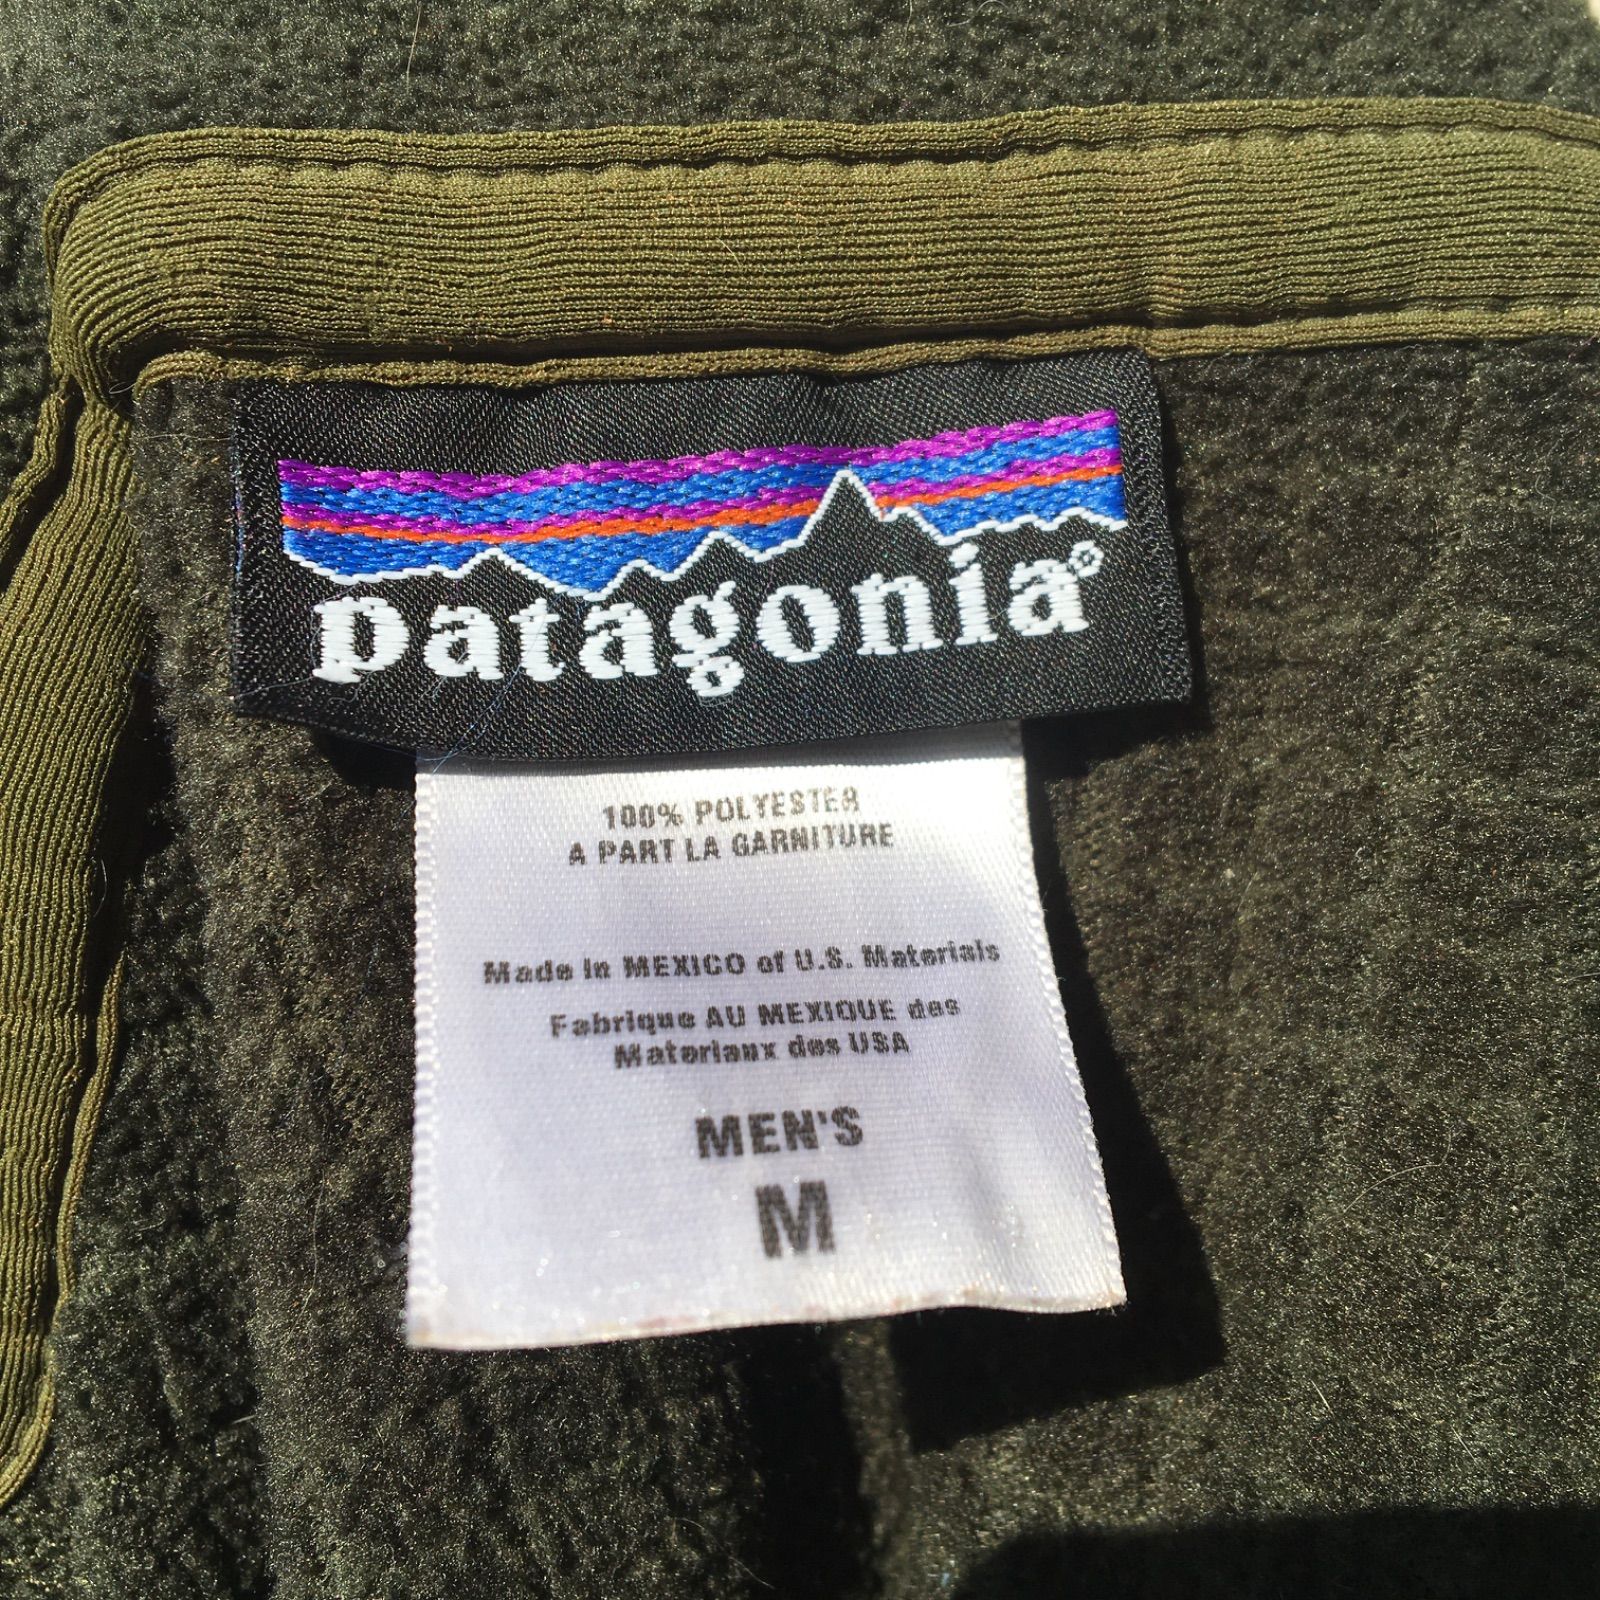 patagonia®
100% POLYESTER
A PART LA GARNITURE
Made in MEXICO of U.S. Materials
Fabrique AU MEXIQUE des
Materiaux des USA
MEN'S
M